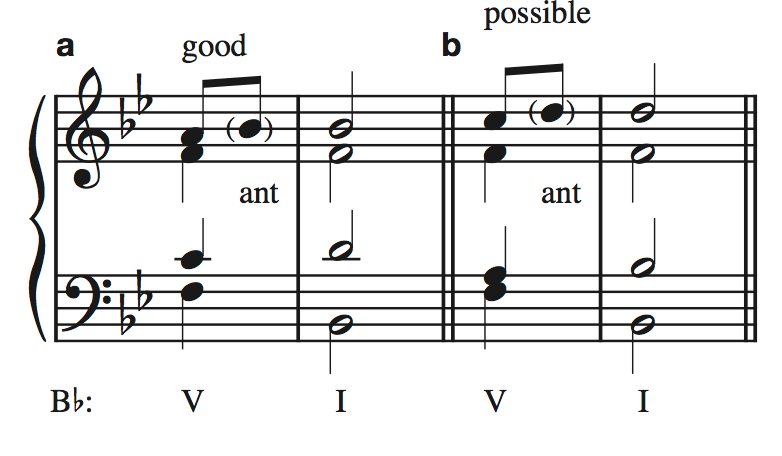 a good b possible
( ) ( )
ant ant
B♭: V I V I